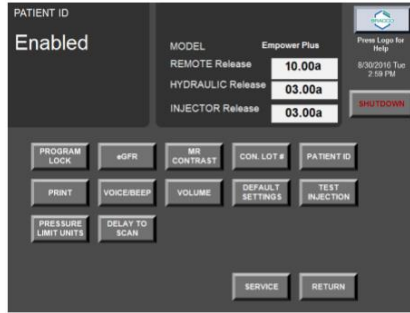 PATIENT ID
Enabled
MODEL Empower Plus
REMOTE Release 10.00a
HYDRAULIC Release 03.00a
INJECTOR Release 03.00a
Press Logo for
Help
8/30/2016 Tue
2:59 PM
SHUTDOWN
PROGRAM
LOCK
eGFR
MR
CONTRAST
CON. LOT #
PATIENT ID
PRINT
VOICE/BEEP
VOLUME
DEFAULT
SETTINGS
TEST
INJECTION
PRESSURE
LIMIT UNITS
DELAY TO
SCAN
SERVICE
RETURN